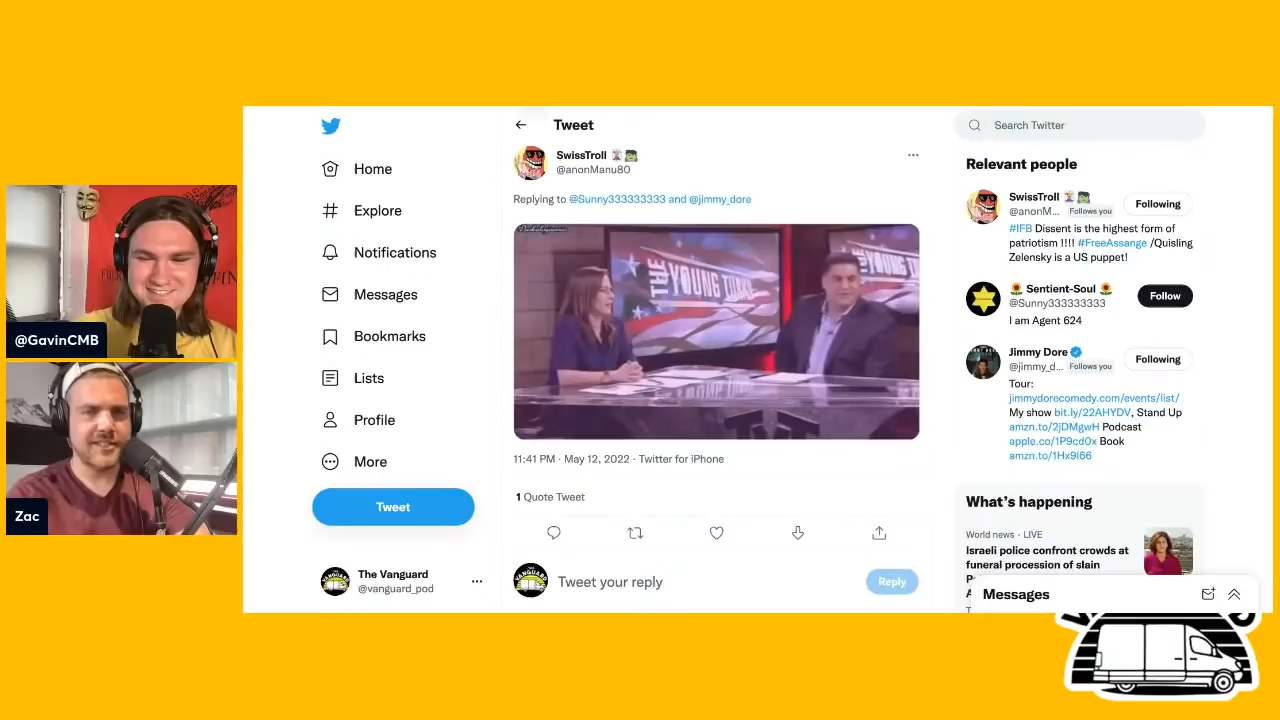 @GavinCMB
Zac
Home
Explore
Notifications
Messages
Bookmarks
Lists
Profile
More
Tweet
The Vanguard
@vanguard_pod
Tweet
SwissTroll
@anonManu80
Replying to @Sunny333333333 and @jimmy_dore
THE YOUNG TURKS
YOUNG
11:41 PM · May 12, 2022 · Twitter for iPhone
1 Quote Tweet
Tweet your reply
Reply
Search Twitter
Relevant people
SwissTroll
@anonM... Follows you
Following
#IFB Dissent is the highest form of
patriotism !!!! #FreeAssange /Quisling
Zelensky is a US puppet!
Sentient-Soul
@Sunny333333333
Follow
I am Agent 624
Jimmy Dore
@jimmy_d... Follows you
Following
Tour:
jimmydorecomedy.com/events/list/
My show bit.ly/22AHYDV, Stand Up
amzn.to/2jDMgwH Podcast
apple.co/1P9cd0x Book
amzn.to/1Hx9I66
What's happening
World news · LIVE
Israeli police confront crowds at
funeral procession of slain
Messages